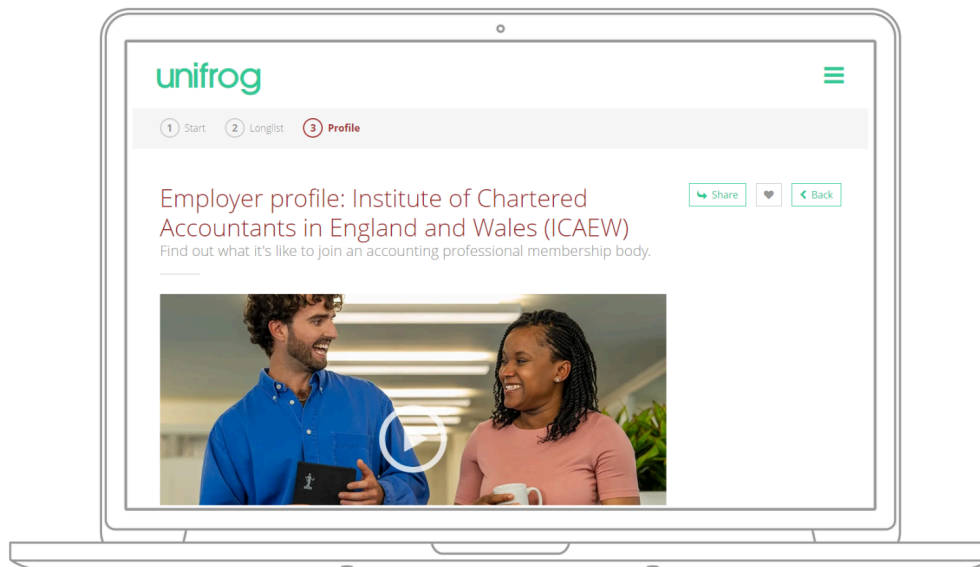 unifrog
1 Start 2 Longlist 3 Profile
Employer profile: Institute of Chartered
Accountants in England and Wales (ICAEW)
Find out what it's like to join an accounting professional membership body.
Share
Back